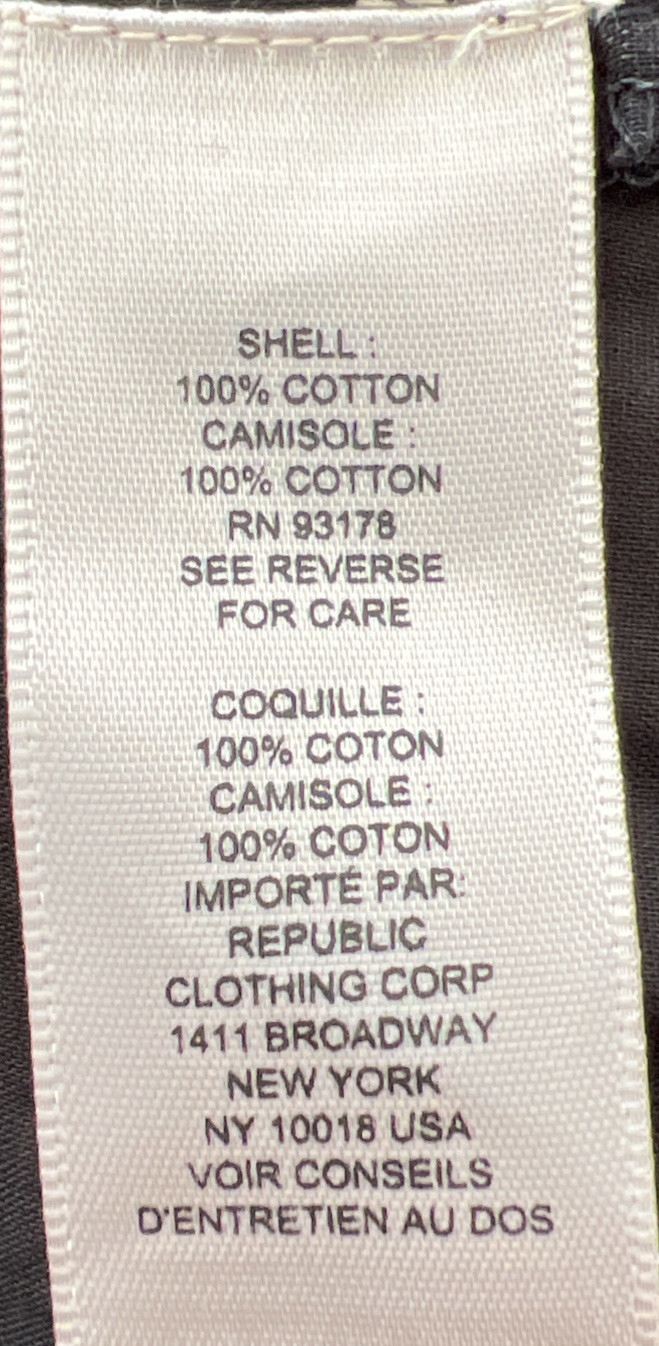 SHELL :
100% COTTON
CAMISOLE :
100% COTTON
RN 93178
SEE REVERSE
FOR CARE
COQUILLE :
100% COTON
CAMISOLE :
100% COTON
IMPORTÉ PAR:
REPUBLIC
CLOTHING CORP
1411 BROADWAY
NEW YORK
NY 10018 USA
VOIR CONSEILS
D'ENTRETIEN AU DOS